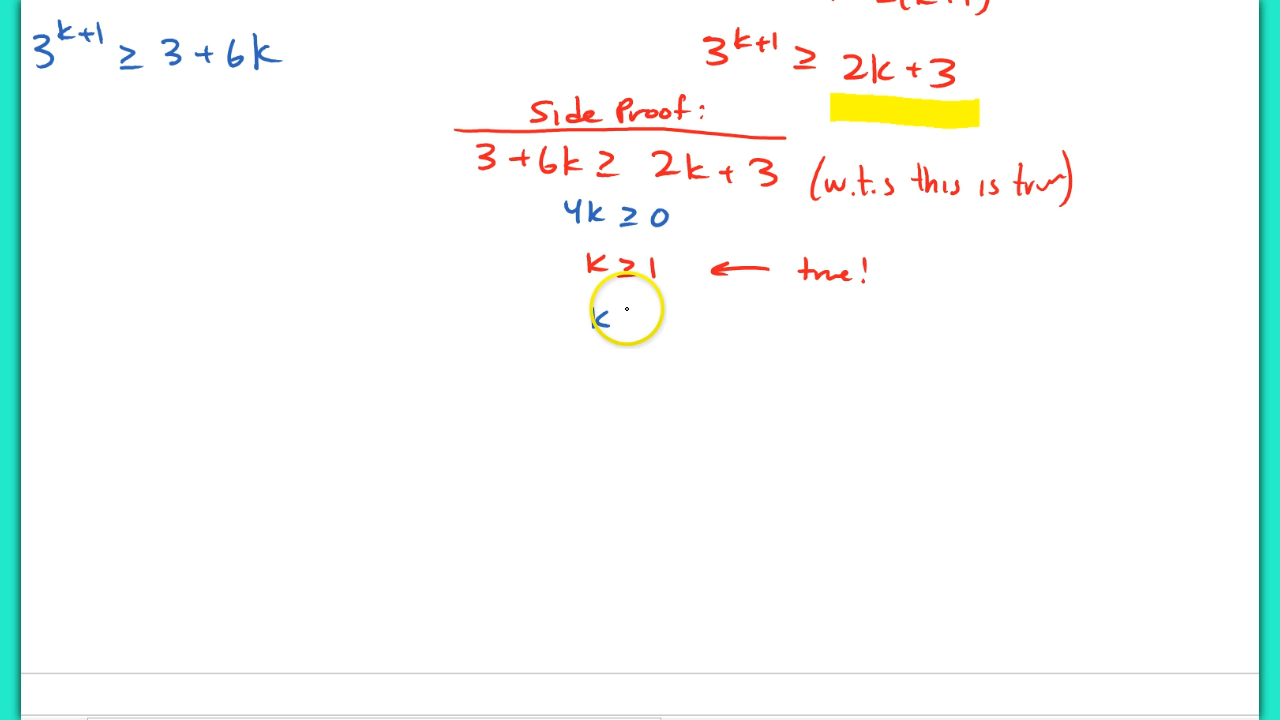 3^{k+1} ≥ 3 + 6k
3^{k+1} ≥ 2k + 3
Side Proof:
3 + 6k ≥ 2k + 3 (w.t.s this is true)
4k ≥ 0
k ≥ 1 ← true!
k